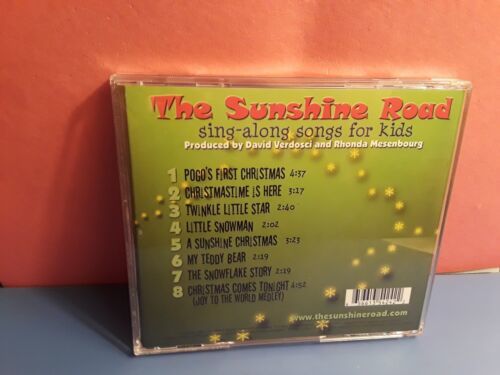 The Sunshine Road
sing-along songs for kids
Produced by David Verdosci and Rhonda Mesenbourg
1 POGO'S FIRST CHRISTMAS 4:37
2 CHRISTMASTIME IS HERE 3:17
3 TWINKLE LITTLE STAR 2:40
4 LITTLE SNOWMAN 2:02
5 A SUNSHINE CHRISTMAS 3:23
6 MY TEDDY BEAR 2:19
7 THE SNOWFLAKE STORY 2:19
8 CHRISTMAS COMES TONIGHT 4:52
(JOY TO THE WORLD MEDLEY)
www.thesunshineroad.com